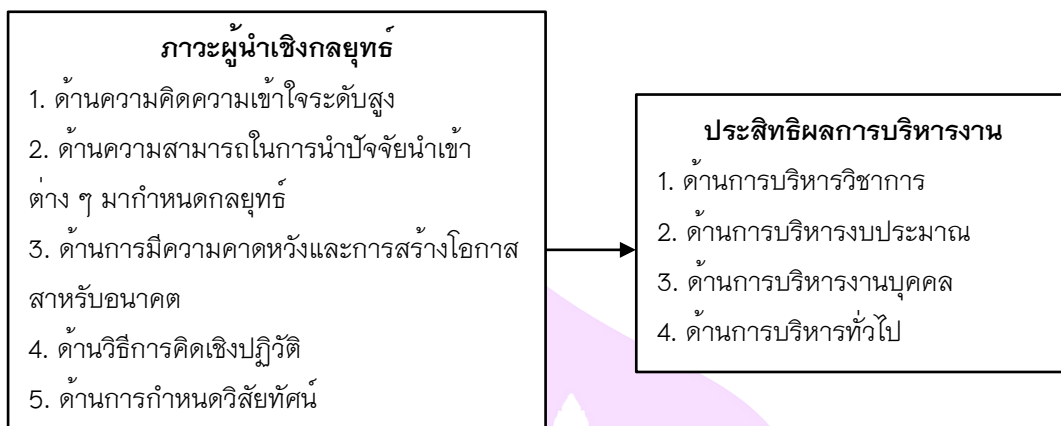 ภาวะผู้นำเชิงกลยุทธ์
1. ด้านความคิดความเข้าใจระดับสูง
2. ด้านความสามารถในการนำปัจจัยนำเข้า
ต่าง ๆ มากำหนดกลยุทธ์
3. ด้านการมีความคาดหวังและการสร้างโอกาส
สาหรับอนาคต
4. ด้านวิธีการคิดเชิงปฏิวัติ
5. ด้านการกำหนดวิสัยทัศน์
ประสิทธิผลการบริหารงาน
1. ด้านการบริหารวิชาการ
2. ด้านการบริหารงบประมาณ
3. ด้านการบริหารงานบุคคล
4. ด้านการบริหารทั่วไป